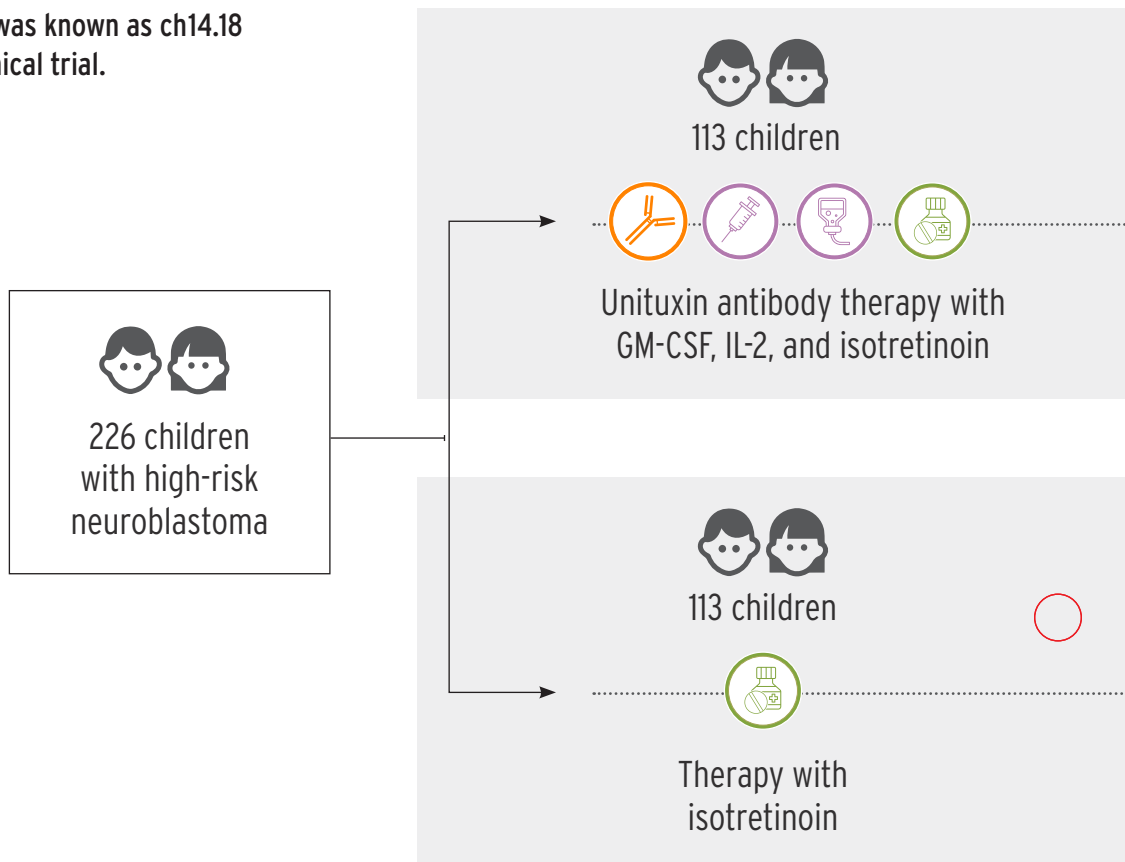 was known as ch14.18
ical trial.
113 children
Unituxin antibody therapy with
GM-CSF, IL-2, and isotretinoin
226 children
with high-risk
neuroblastoma
113 children
Therapy with
isotretinoin